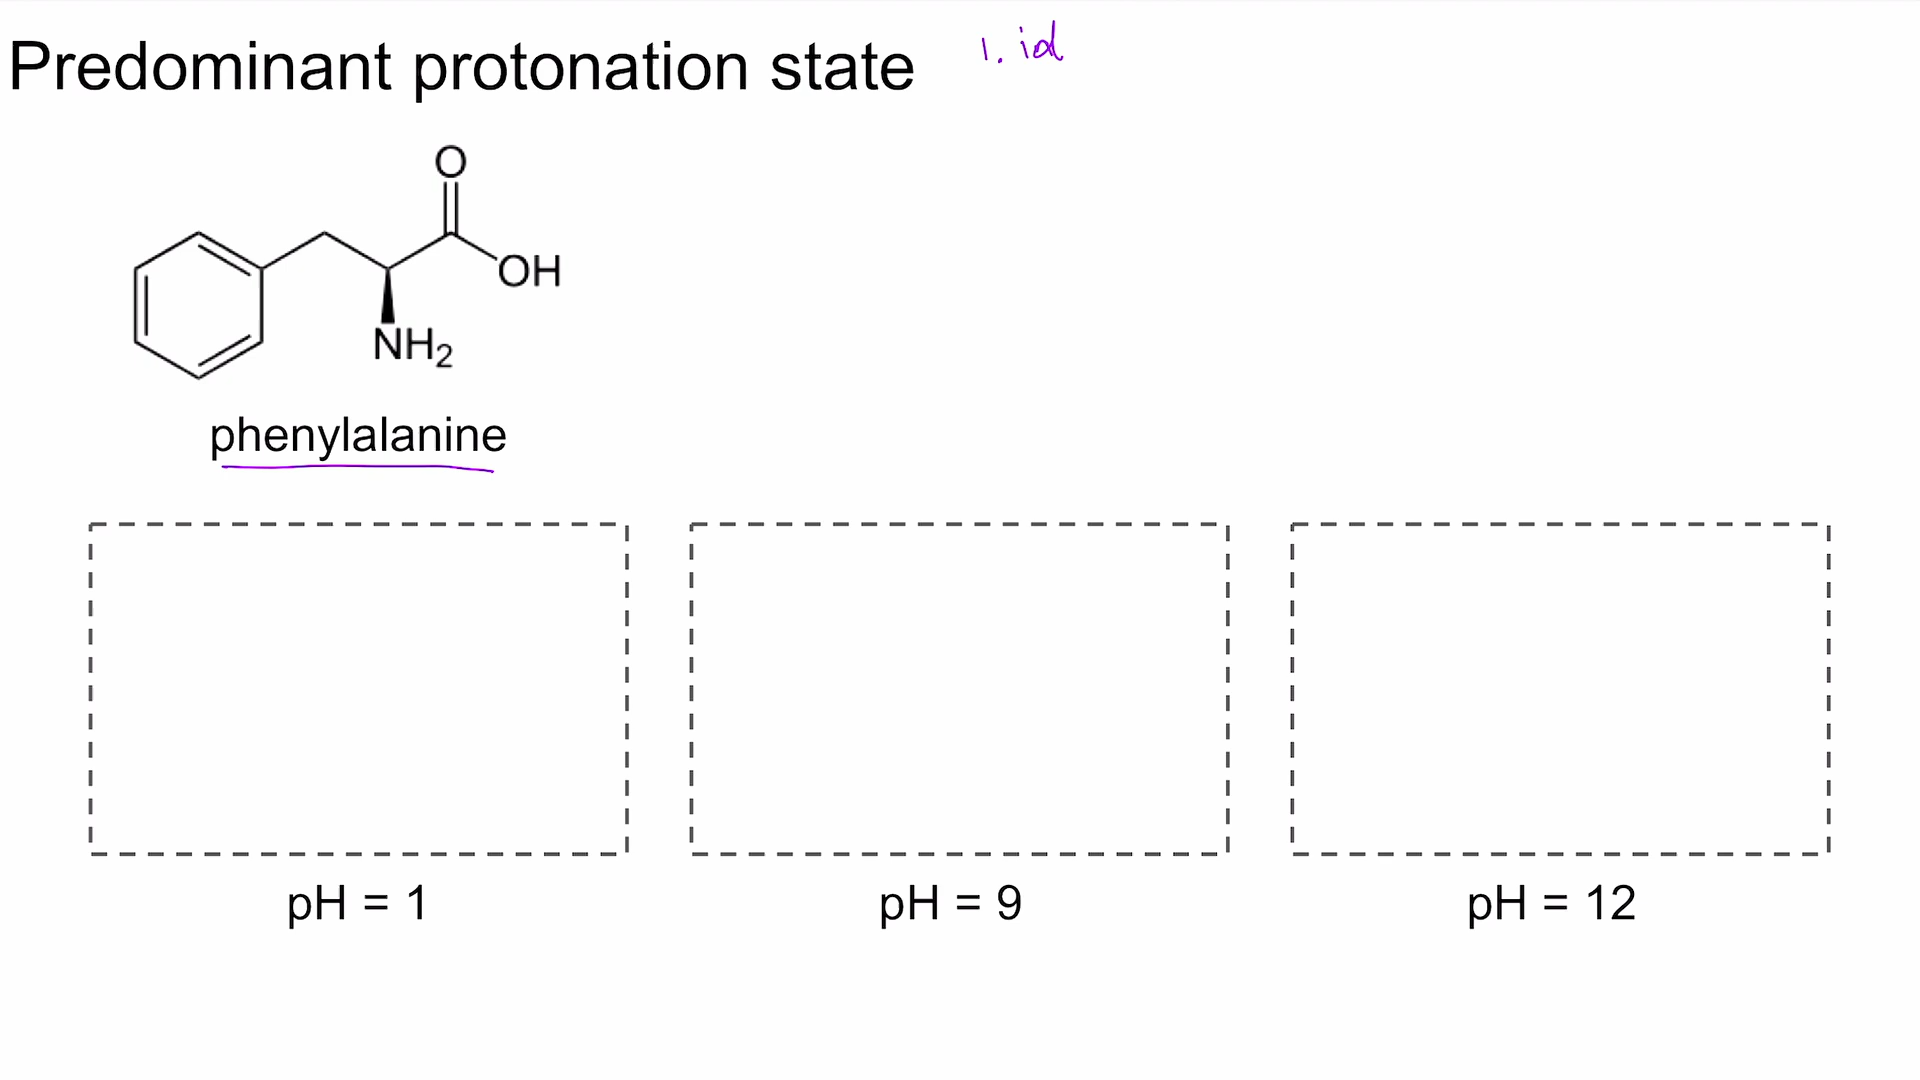 Predominant protonation state 1. id
O
OH
NH₂
phenylalanine
pH = 1 pH = 9 pH = 12